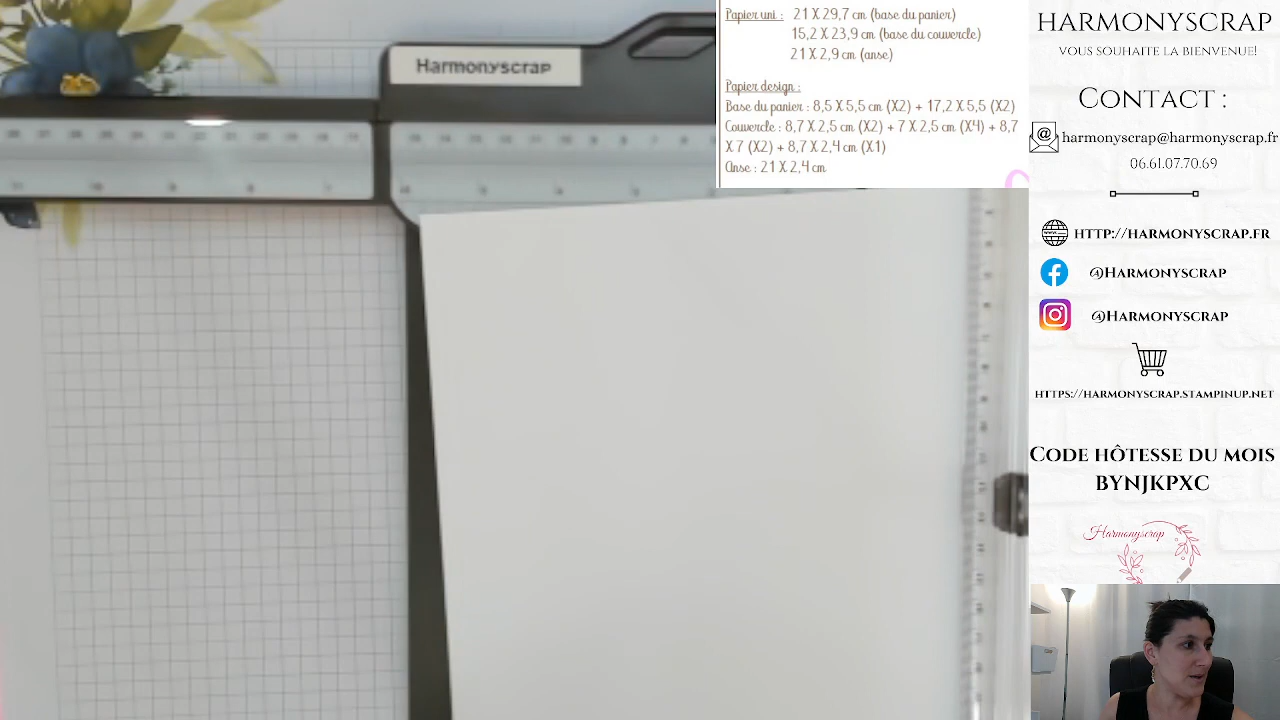 Harmonyscrap
Papier uni : 21 X 29,7 cm (base du panier)
15,2 X 23,9 cm (base du couvercle)
21 X 2,9 cm (anse)
Papier design :
Base du panier : 8,5 X 5,5 cm (X2) + 17,2 X 5,5 (X2)
Couvercle : 8,7 X 2,5 cm (X2) + 7 X 2,5 cm (X4) + 8,7
X 7 (X2) + 8,7 X 2,4 cm (X1)
Anse : 21 X 2,4 cm
HARMONYSCRAP
VOUS SOUHAITE LA BIENVENUE!
CONTACT :
harmonyscrap@harmonyscrap.fr
06.61.07.70.69
HTTP://HARMONYSCRAP.FR
@HARMONYSCRAP
@HARMONYSCRAP
HTTPS://HARMONYSCRAP.STAMPINUP.NET
CODE HÔTESSE DU MOIS
BYNJKPXC
Harmonyscrap